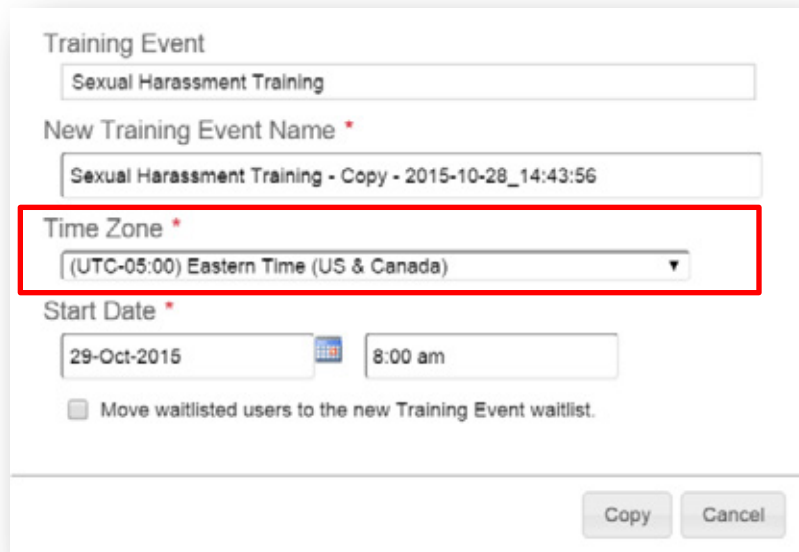 Training Event
Sexual Harassment Training
New Training Event Name *
Sexual Harassment Training - Copy - 2015-10-28_14:43:56
Time Zone *
(UTC-05:00) Eastern Time (US & Canada)
Start Date *
29-Oct-2015 8:00 am
Move waitlisted users to the new Training Event waitlist.
Copy Cancel